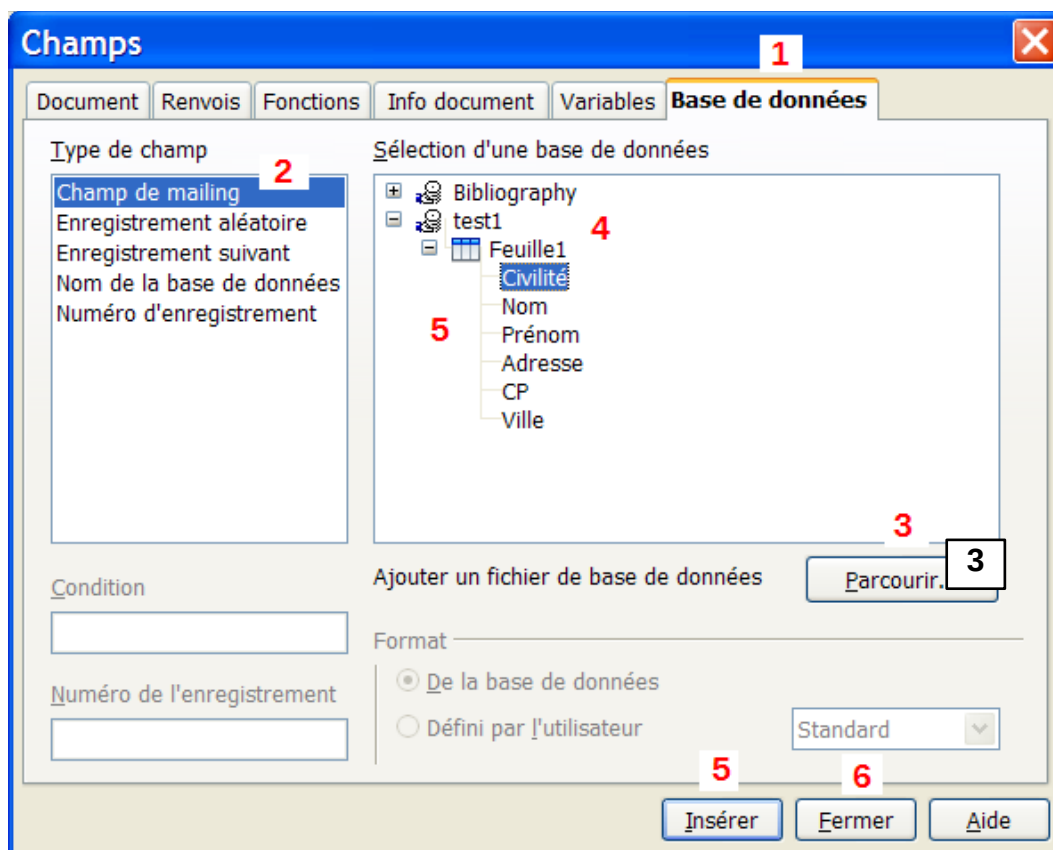 Champs
1
Document Renvois Fonctions Info document Variables Base de données
Type de champ
2
Champ de mailing
Enregistrement aléatoire
Enregistrement suivant
Nom de la base de données
Numéro d'enregistrement
Sélection d'une base de données
Bibliography
test1
4
Feuille1
Civilité
Nom
5
Prénom
Adresse
CP
Ville
3
3
Ajouter un fichier de base de données
Parcourir.
Condition
Format
De la base de données
Numéro de l'enregistrement
Défini par l'utilisateur
Standard
5
6
Insérer Fermer Aide